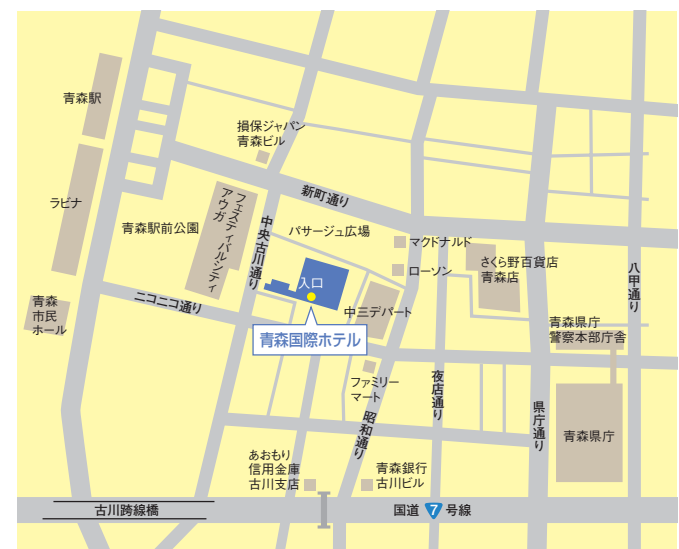 青森駅
損保ジャパン
青森ビル
ラビナ
青森駅前公園
フェスティバルシティ
アウガ
新町通り
中央古川通り
パサージュ広場
マクドナルド
さくら野百貨店
青森店
ローソン
八甲通り
入口
青森
市民
ホール
ニコニコ通り
中三デパート
青森国際ホテル
青森県庁
警察本部庁舎
ファミリー
マート
夜店通り
昭和通り
県庁通り
青森県庁
あおもり
信用金庫
古川支店
青森銀行
古川ビル
古川跨線橋
国道 7 号線